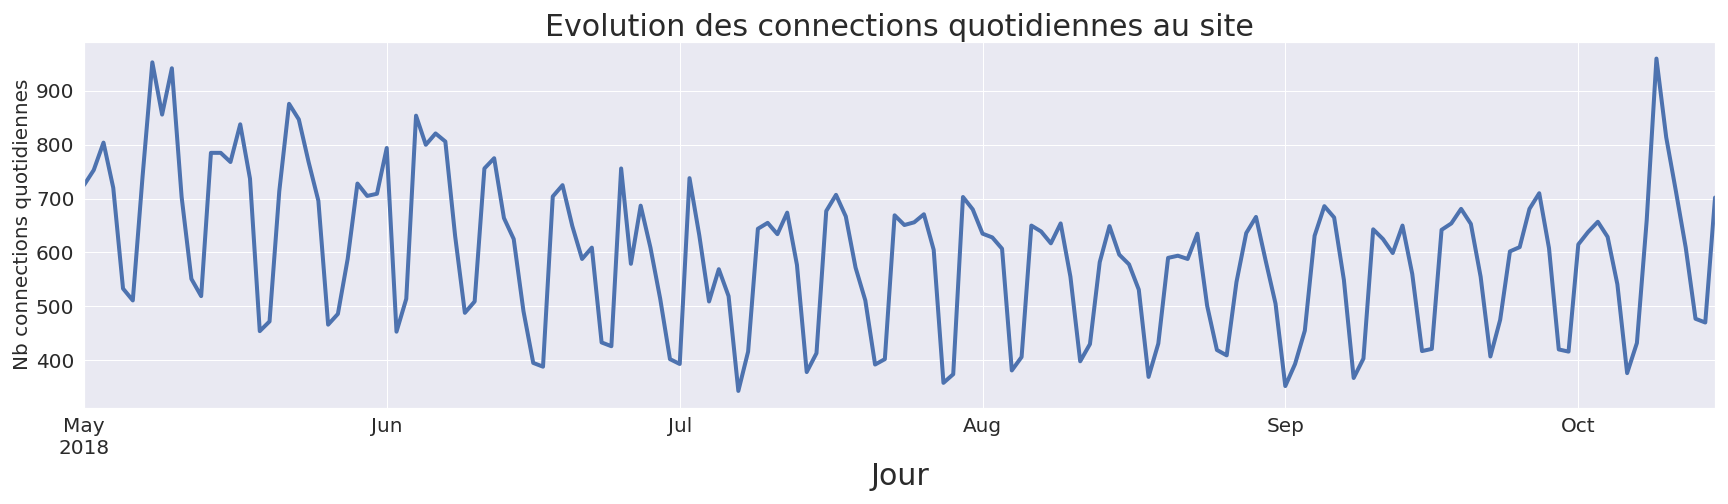 Evolution des connections quotidiennes au site
Nb connections quotidiennes
900
800
700
600
500
400
May Jun Jul Aug Sep Oct
2018
Jour